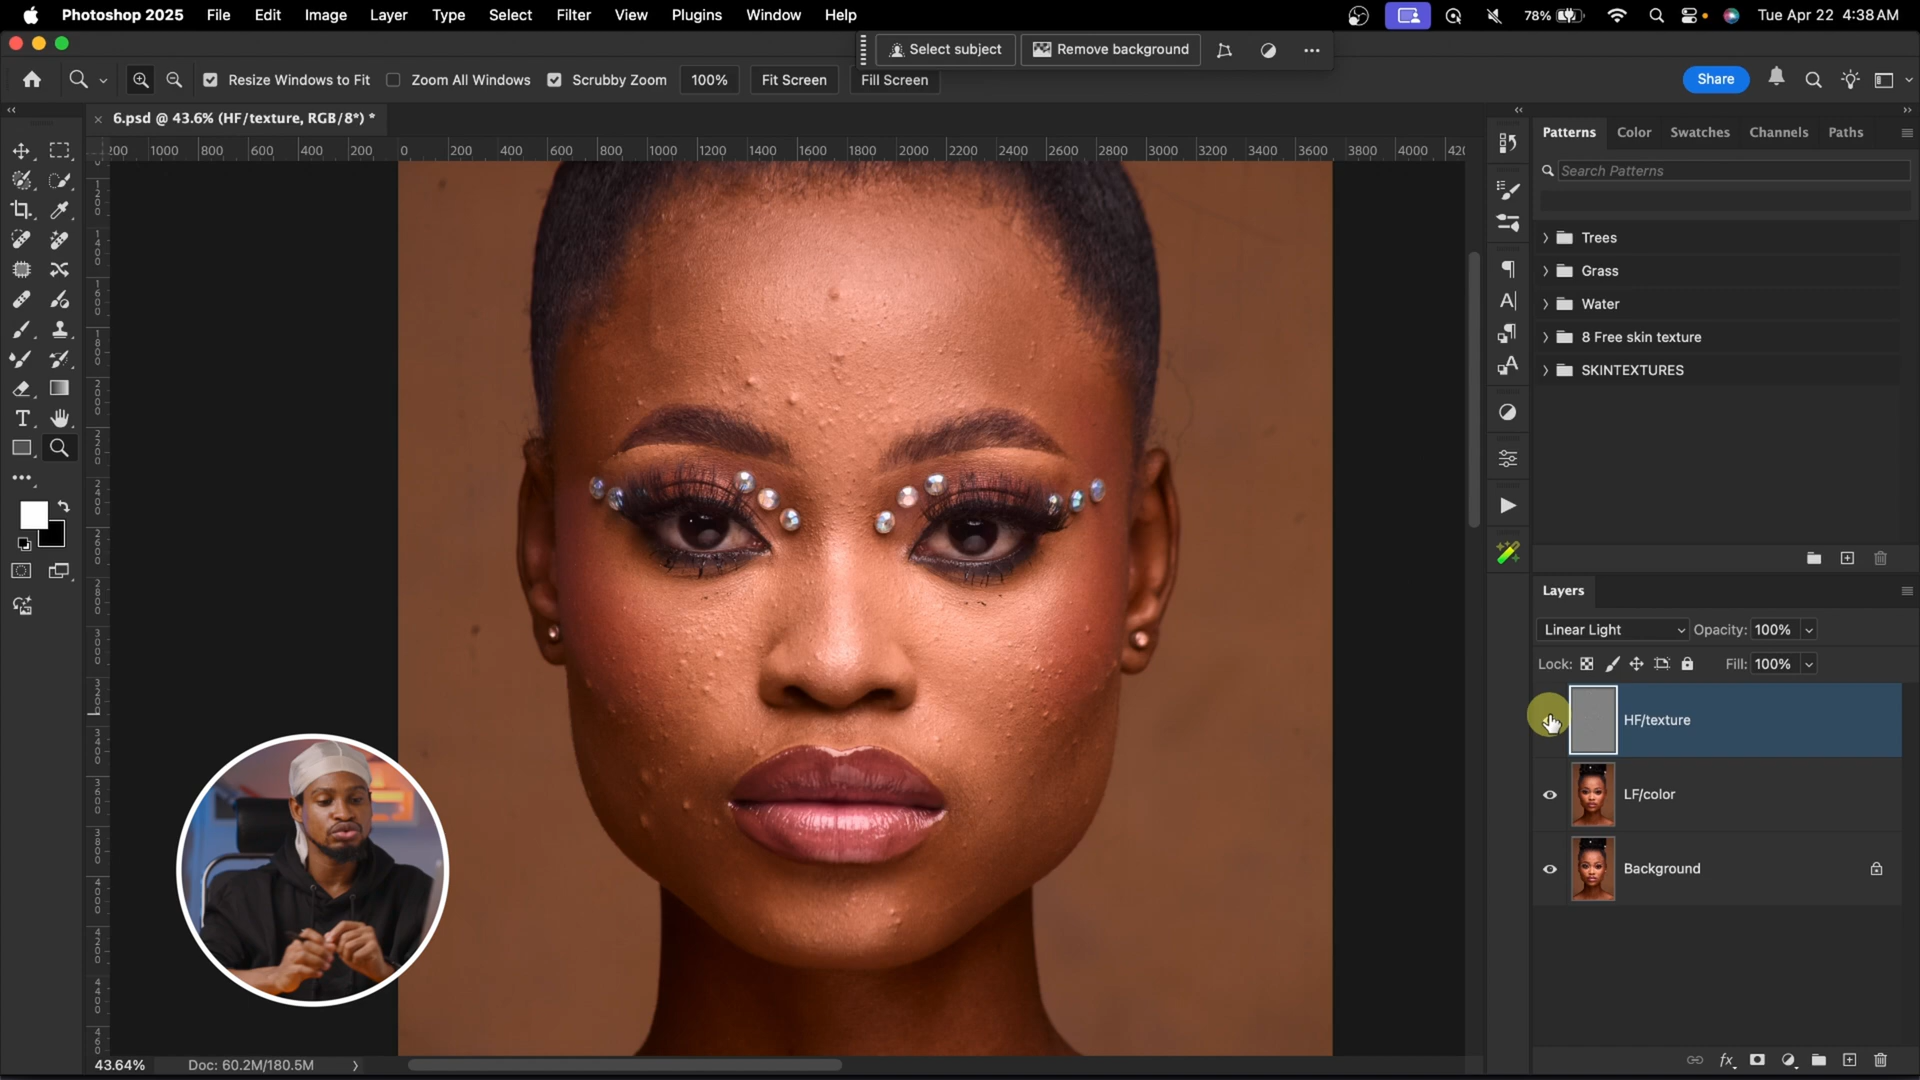 Photoshop 2025 File Edit Image Layer Type Select Filter View Plugins Window Help 78% Tue Apr 22 4:38 AM
Select subject Remove background
Resize Windows to Fit Zoom All Windows Scrubby Zoom 100% Fit Screen Fill Screen Share
6.psd @ 43.6% (HF/texture, RGB/8*) *
200 1000 800 600 400 200 0 200 400 600 800 1000 1200 1400 1600 1800 2000 2200 2400 2600 2800 3000 3200 3400 3600 3800 4000 420
Patterns Color Swatches Channels Paths
Search Patterns
Trees
Grass
Water
8 Free skin texture
SKINTEXTURES
Layers
Linear Light Opacity: 100%
Lock: Fill: 100%
HF/texture
LF/color
Background
43.64% Doc: 60.2M/180.5M